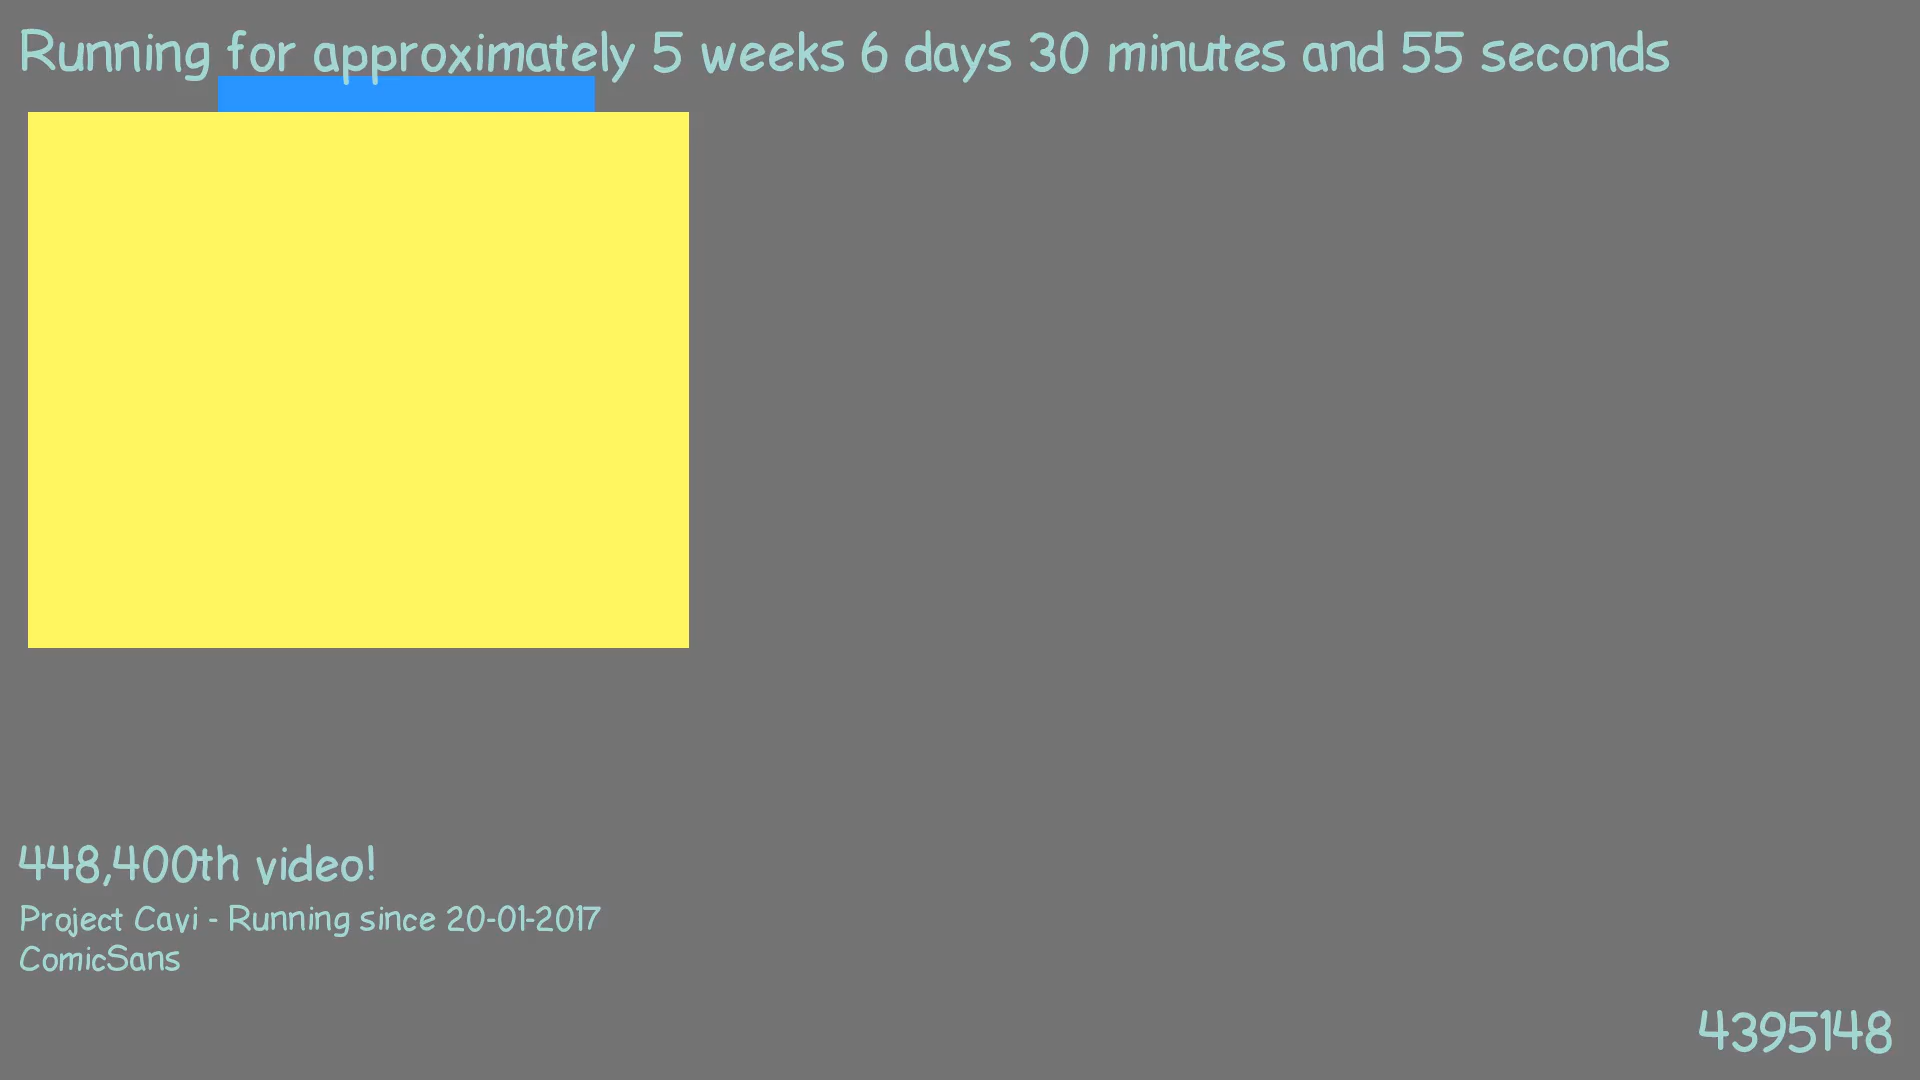 Running for approximately 5 weeks 6 days 30 minutes and 55 seconds
448,400th video!
Project Cavi - Running since 20-01-2017
ComicSans
4395148